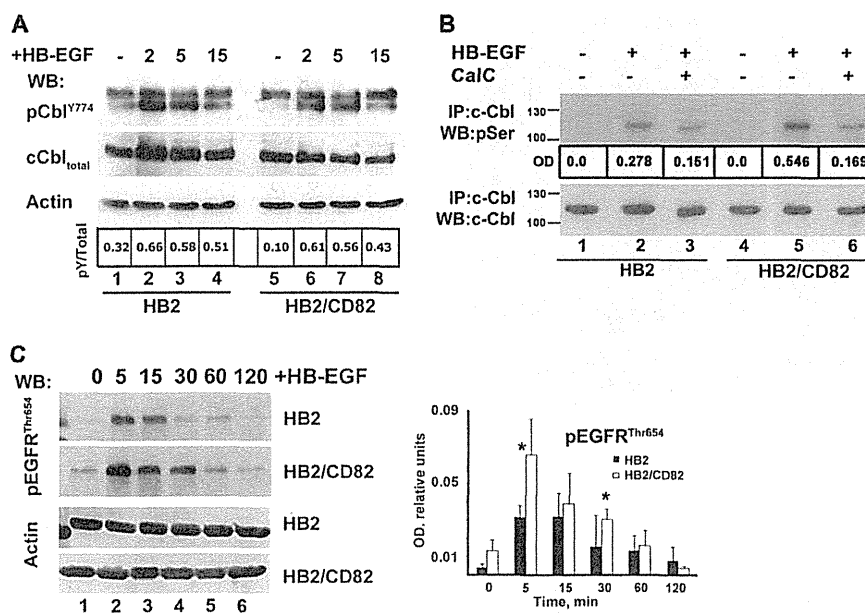 A
+HB-EGF - 2 5 15 - 2 5 15
WB:
pCbl^Y774
cCbl_total
Actin
pY/Total 0.32 0.66 0.58 0.51 0.10 0.61 0.56 0.43
1 2 3 4 5 6 7 8
HB2 HB2/CD82
B
HB-EGF - + + - + +
CalC - - + - - +
IP:c-Cbl 130
WB:pSer 100
OD 0.0 0.278 0.151 0.0 0.546 0.169
IP:c-Cbl 130
WB:c-Cbl 100
1 2 3 4 5 6
HB2 HB2/CD82
C
WB: 0 5 15 30 60 120 +HB-EGF
pEGFR^Thr654
HB2
HB2/CD82
Actin
HB2
HB2/CD82
1 2 3 4 5 6
pEGFR^Thr654
HB2
HB2/CD82
OD, relative units
0.09
0.05
0.01
* *
0 5 15 30 60 120
Time, min